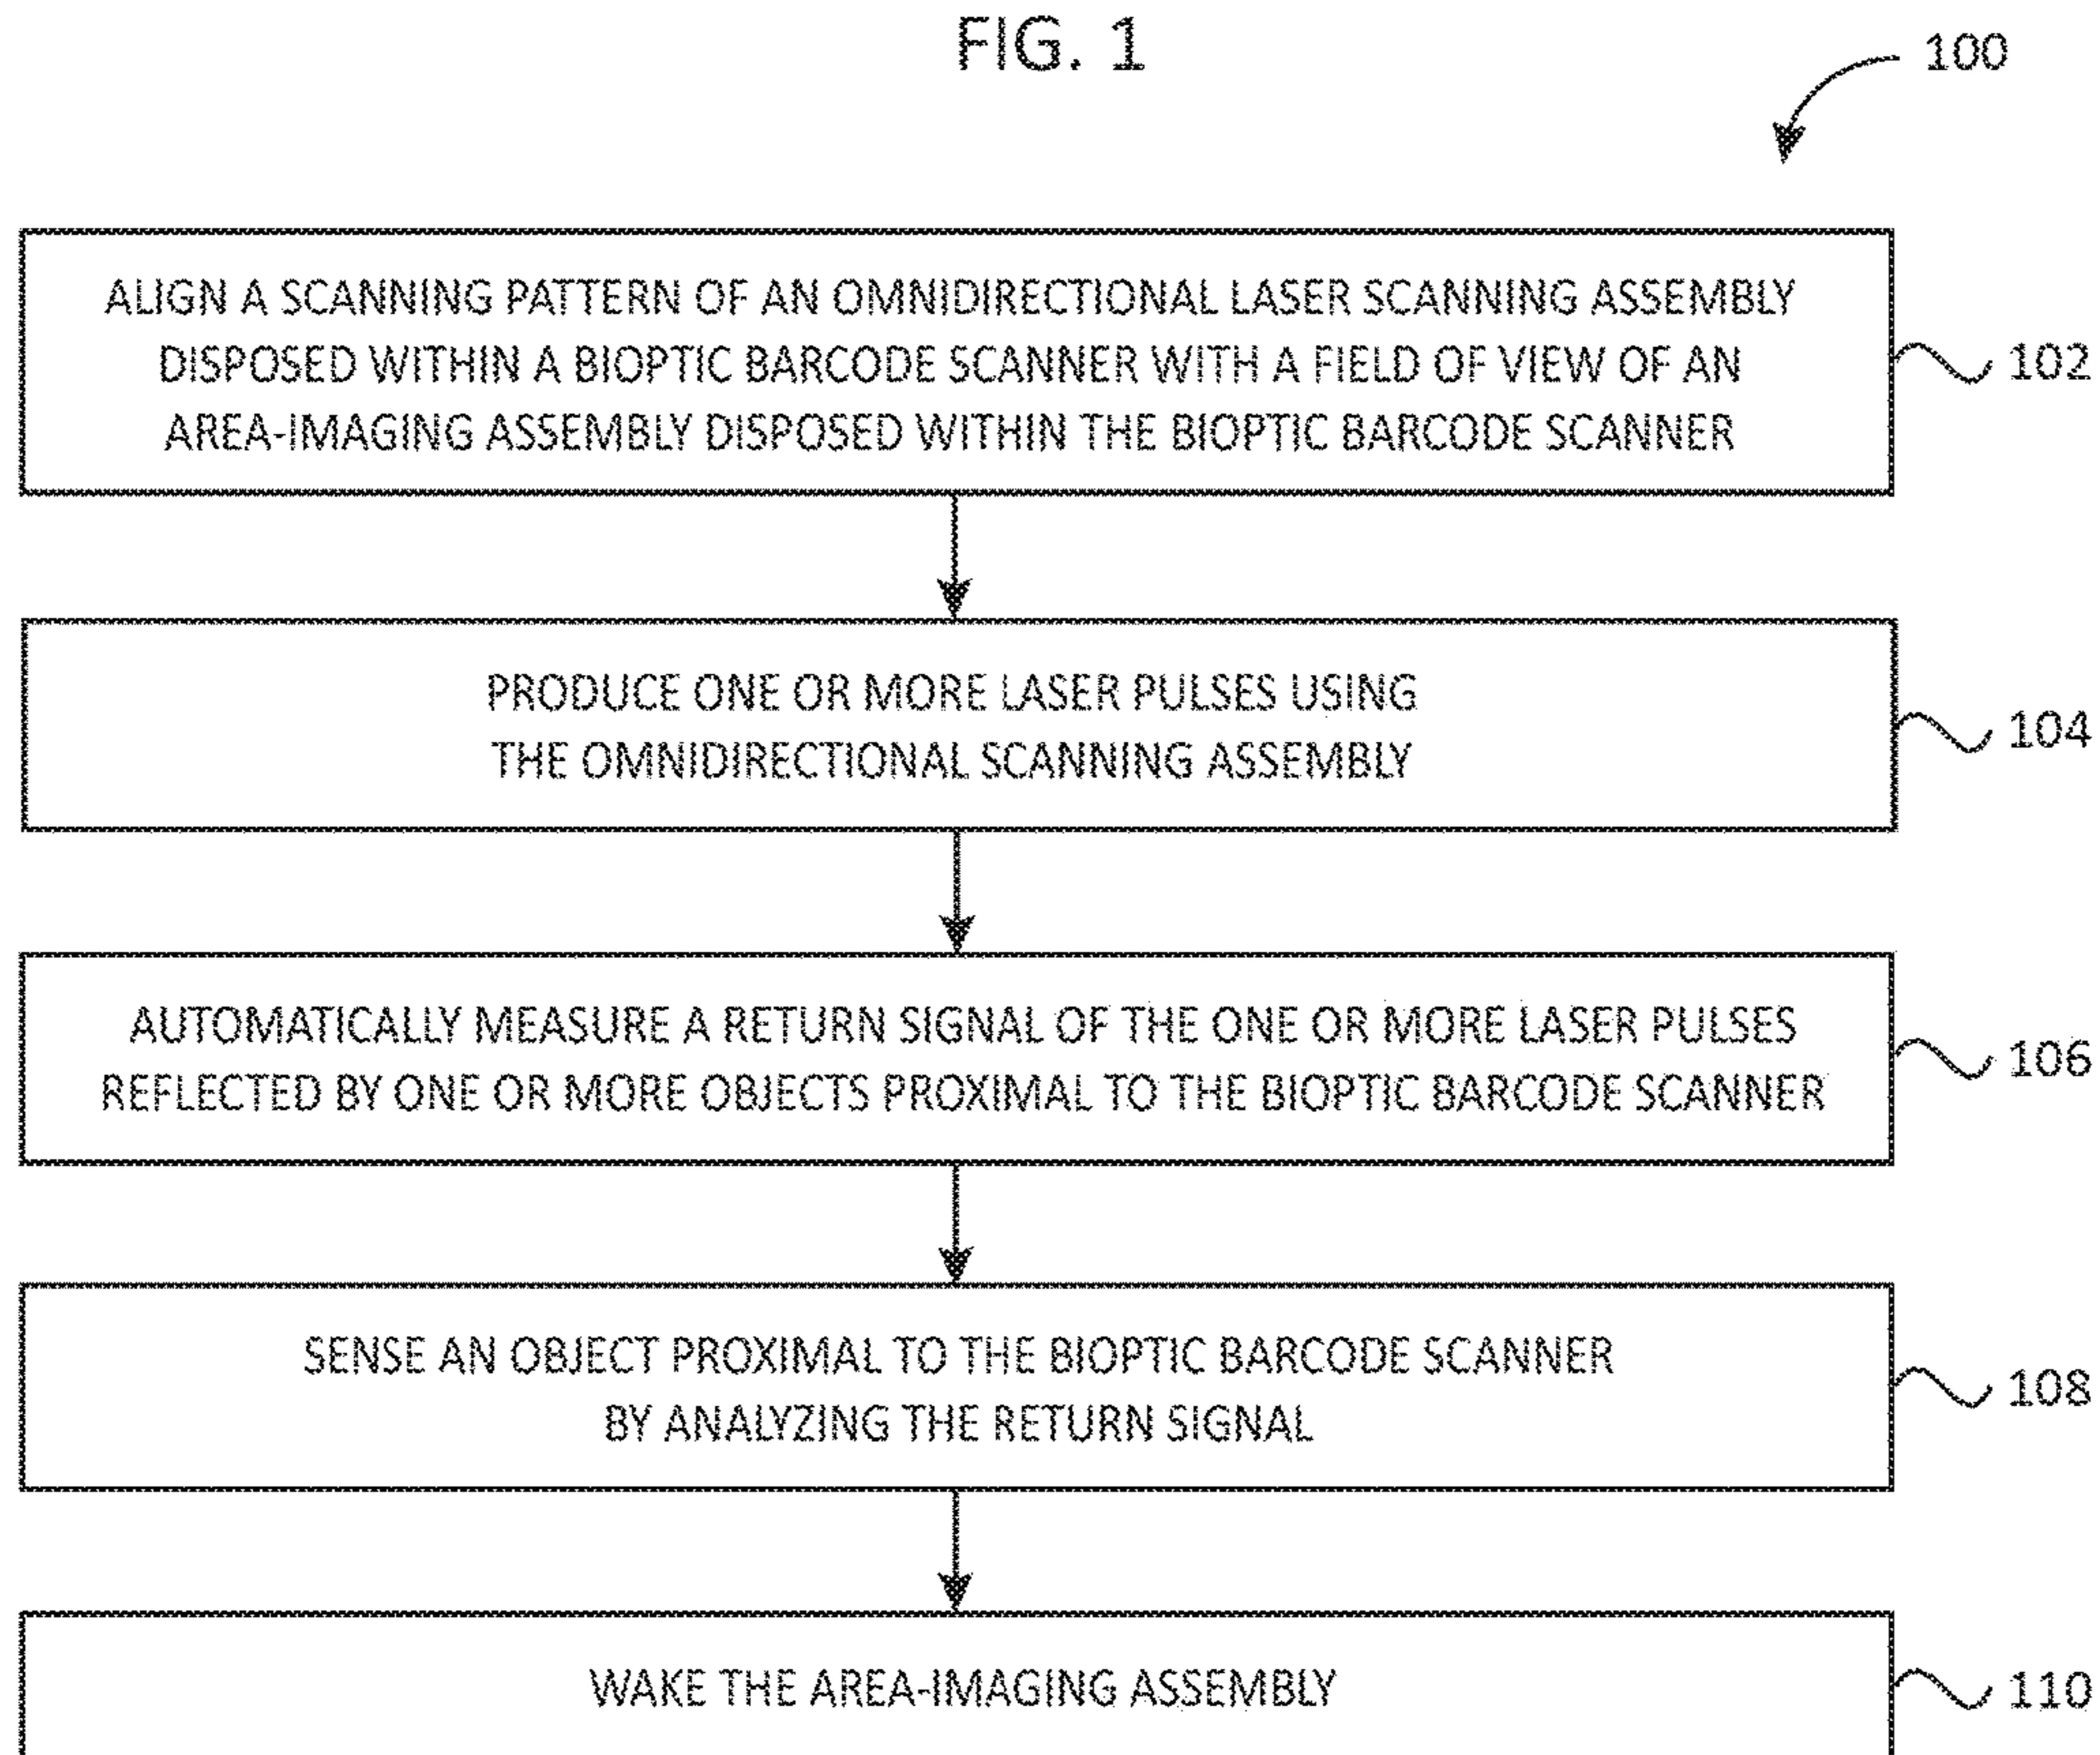 FIG. 1
100
ALIGN A SCANNING PATTERN OF AN OMNIDIRECTIONAL LASER SCANNING ASSEMBLY
DISPOSED WITHIN A BIOPTIC BARCODE SCANNER WITH A FIELD OF VIEW OF AN
AREA-IMAGING ASSEMBLY DISPOSED WITHIN THE BIOPTIC BARCODE SCANNER
102
PRODUCE ONE OR MORE LASER PULSES USING
THE OMNIDIRECTIONAL SCANNING ASSEMBLY
104
AUTOMATICALLY MEASURE A RETURN SIGNAL OF THE ONE OR MORE LASER PULSES
REFLECTED BY ONE OR MORE OBJECTS PROXIMAL TO THE BIOPTIC BARCODE SCANNER
106
SENSE AN OBJECT PROXIMAL TO THE BIOPTIC BARCODE SCANNER
BY ANALYZING THE RETURN SIGNAL
108
WAKE THE AREA-IMAGING ASSEMBLY
110